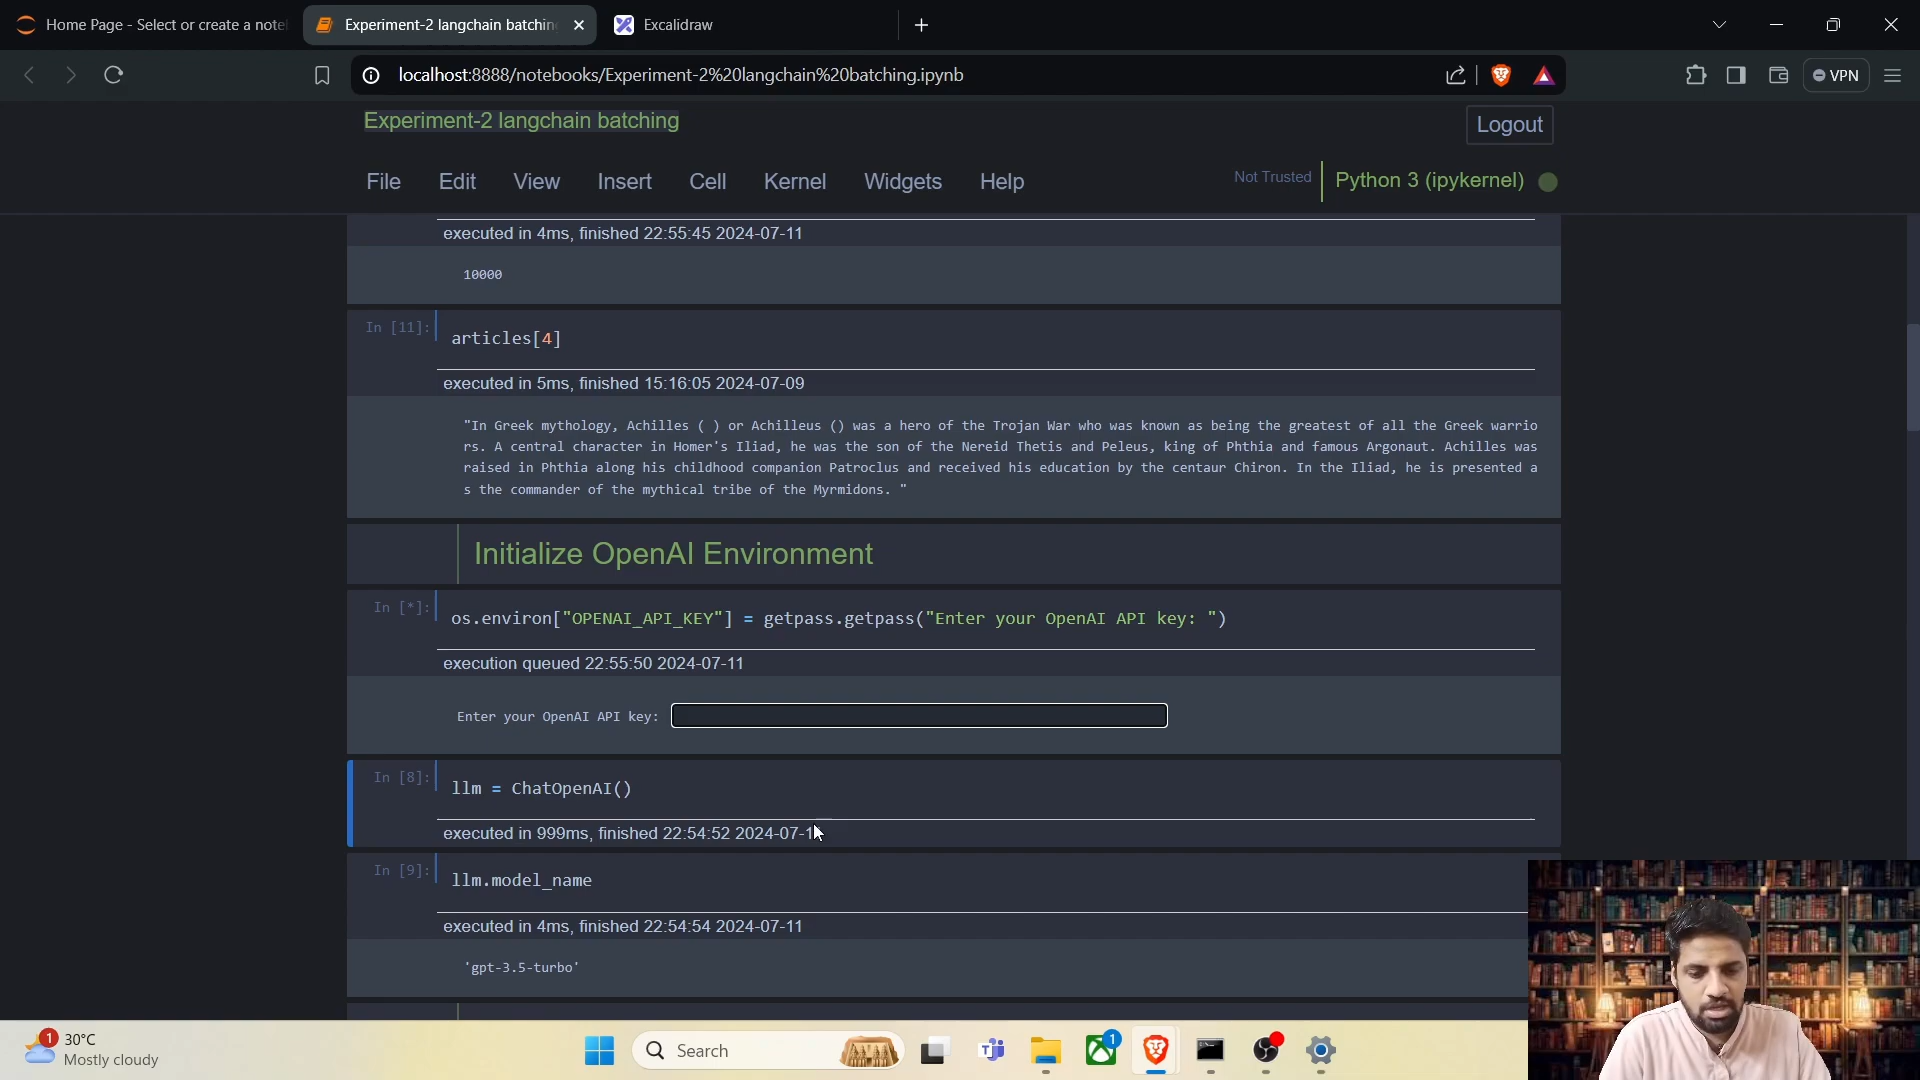 Home Page - Select or create a note
Experiment-2 langchain batchin
Excalidraw
localhost:8888/notebooks/Experiment-2%20langchain%20batching.ipynb
VPN
Experiment-2 langchain batching
Logout
File Edit View Insert Cell Kernel Widgets Help
Not Trusted
Python 3 (ipykernel)
executed in 4ms, finished 22:55:45 2024-07-11
10000
In [11]:
articles[4]
executed in 5ms, finished 15:16:05 2024-07-09
"In Greek mythology, Achilles ( ) or Achilleus () was a hero of the Trojan War who was known as being the greatest of all the Greek warrio
rs. A central character in Homer's Iliad, he was the son of the Nereid Thetis and Peleus, king of Phthia and famous Argonaut. Achilles was
raised in Phthia along his childhood companion Patroclus and received his education by the centaur Chiron. In the Iliad, he is presented a
s the commander of the mythical tribe of the Myrmidons. "
Initialize OpenAI Environment
In [*]:
os.environ["OPENAI_API_KEY"] = getpass.getpass("Enter your OpenAI API key: ")
execution queued 22:55:50 2024-07-11
Enter your OpenAI API key:
In [8]:
llm = ChatOpenAI()
executed in 999ms, finished 22:54:52 2024-07-1
In [9]:
llm.model_name
executed in 4ms, finished 22:54:54 2024-07-11
'gpt-3.5-turbo'
1
30°C
Mostly cloudy
Search
1